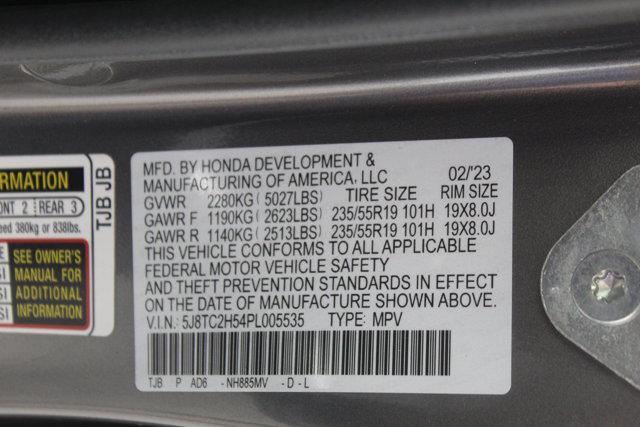 RMATION
ONT 2 REAR 3
eed 380kg or 838lbs.
SEE OWNER'S
MANUAL FOR
ADDITIONAL
INFORMATION
TJB JB
MFD. BY HONDA DEVELOPMENT &
MANUFACTURING OF AMERICA, LLC 02/'23
GVWR 2280KG ( 5027LBS) TIRE SIZE RIM SIZE
GAWR F 1190KG ( 2623LBS) 235/55R19 101H 19X8.0J
GAWR R 1140KG ( 2513LBS) 235/55R19 101H 19X8.0J
THIS VEHICLE CONFORMS TO ALL APPLICABLE
FEDERAL MOTOR VEHICLE SAFETY
AND THEFT PREVENTION STANDARDS IN EFFECT
ON THE DATE OF MANUFACTURE SHOWN ABOVE.
V.I.N.: 5J8TC2H54PL005535 TYPE: MPV
TJB P AD6 - NH885MV - D - L